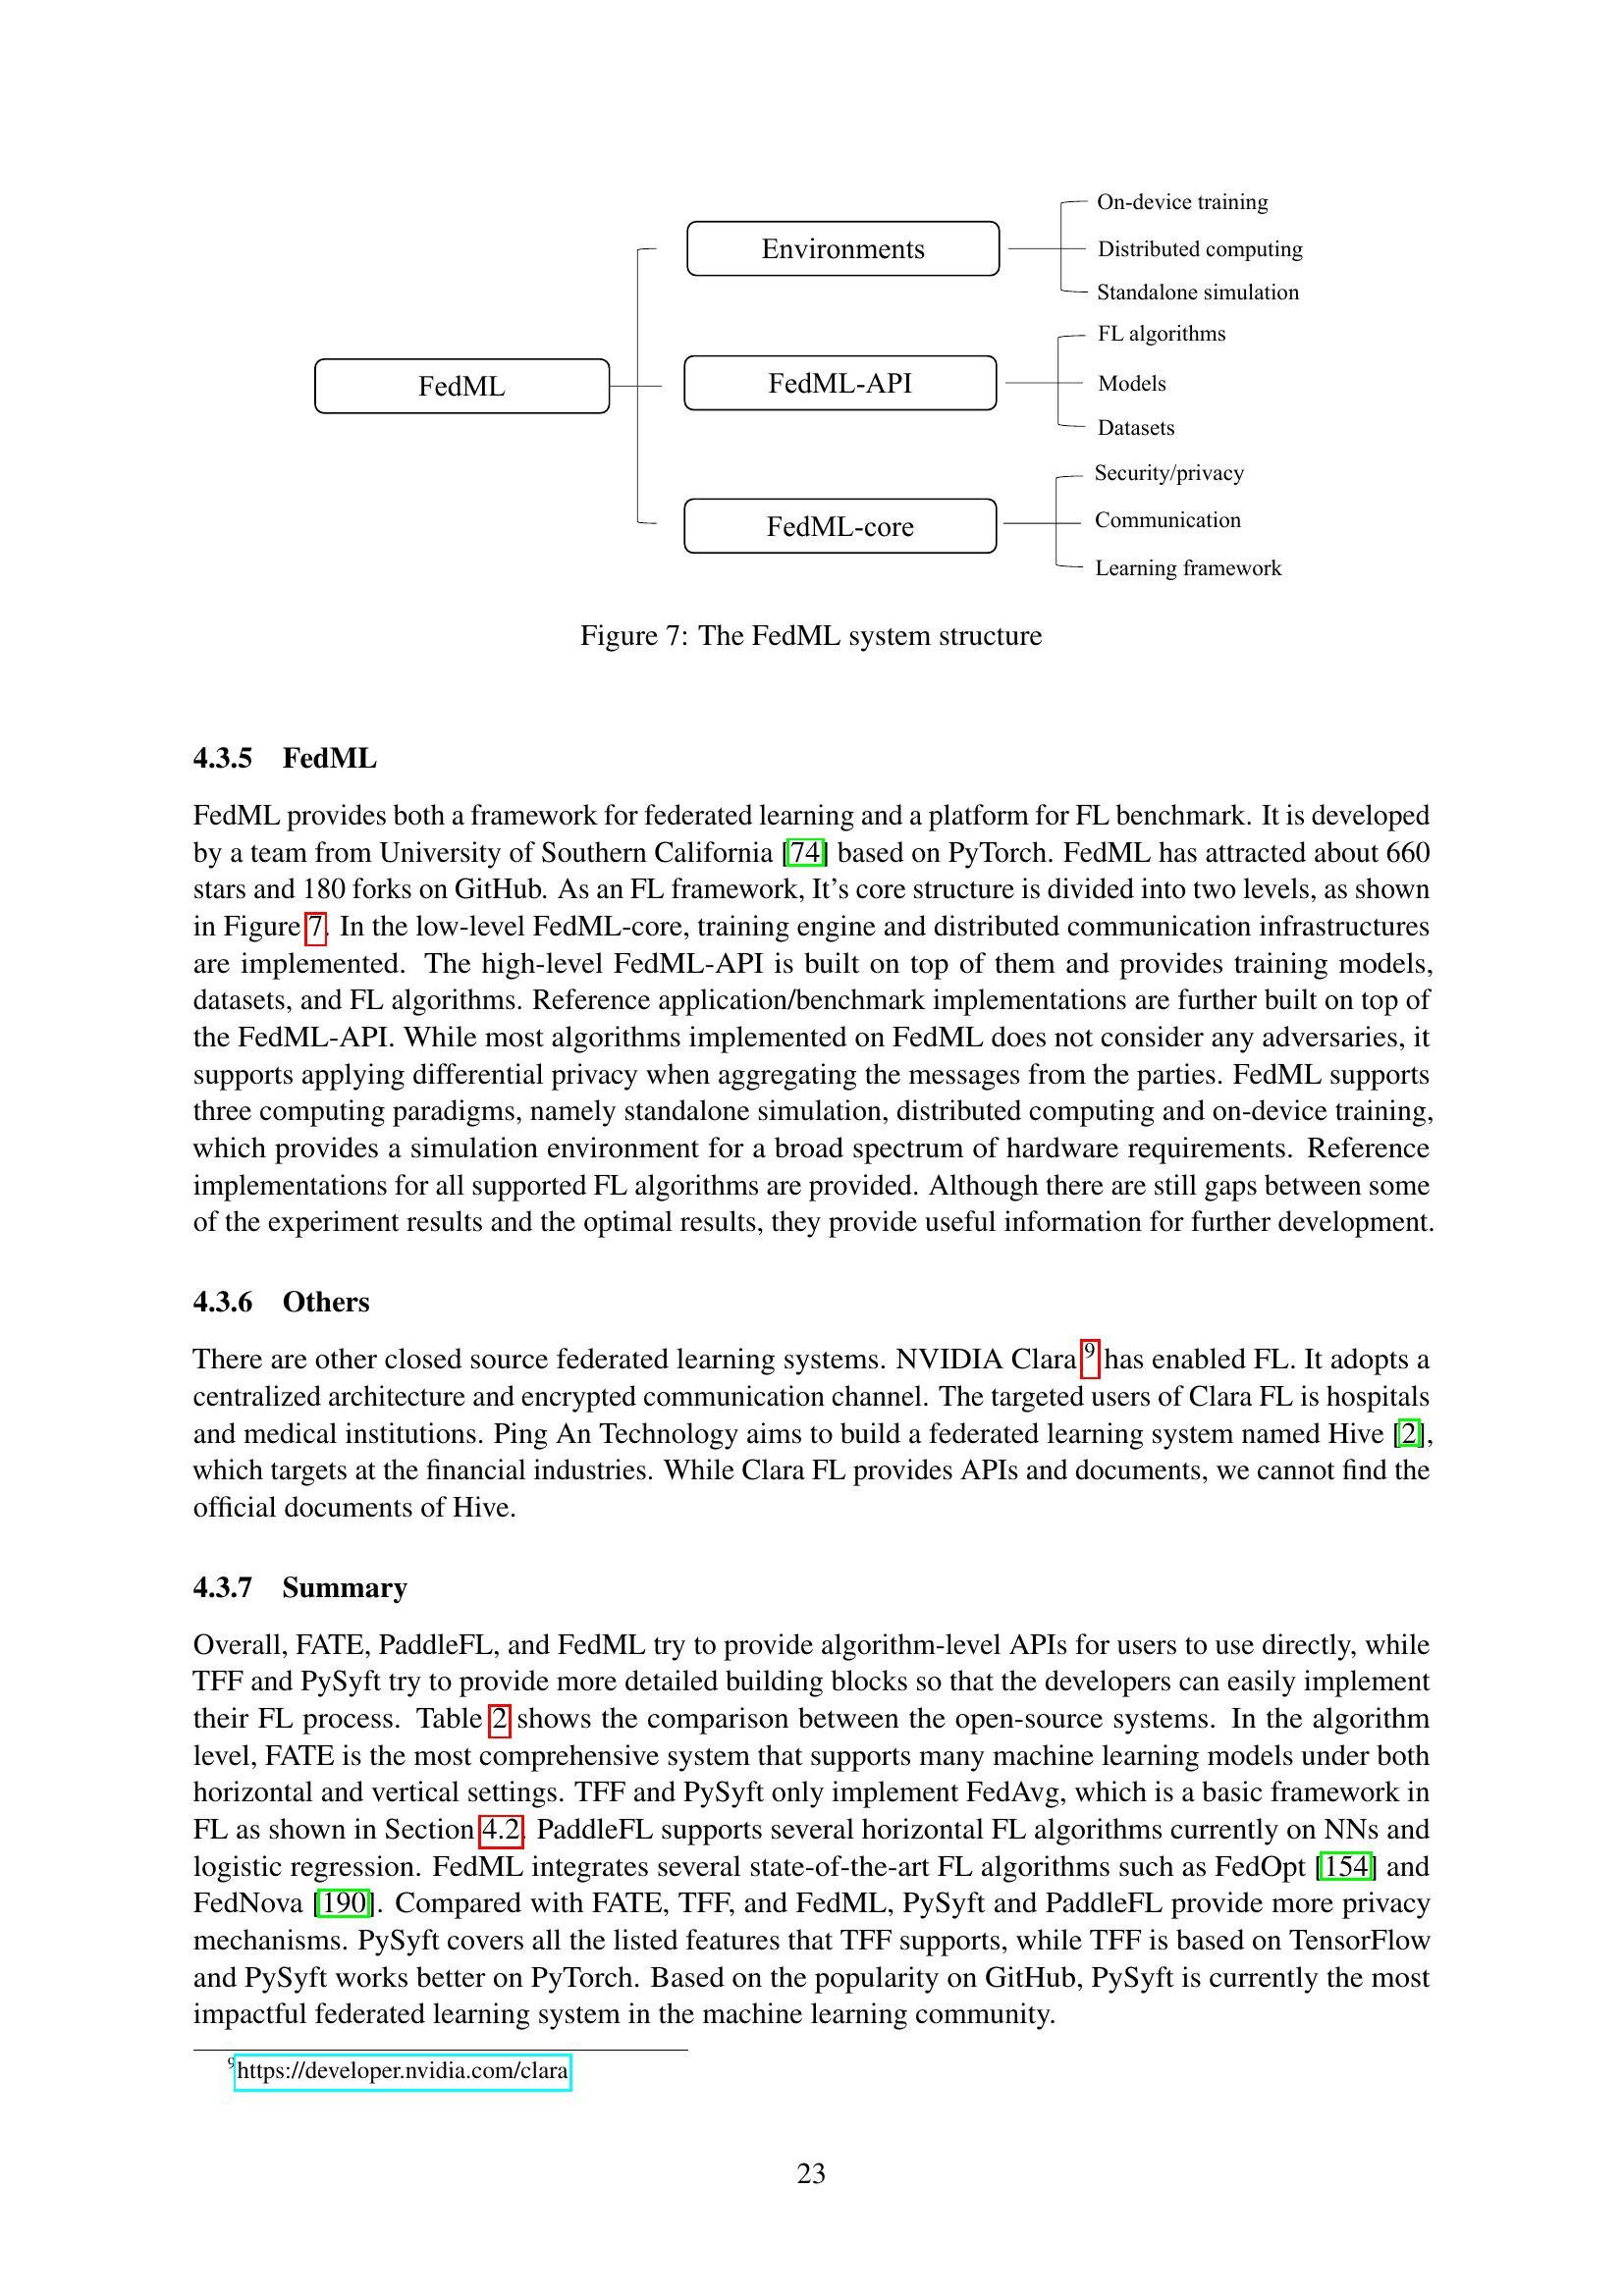 On-device training
Environments
Distributed computing
Standalone simulation
FL algorithms
FedML
FedML-API
Models
Datasets
Security/privacy
FedML-core
Communication
Learning framework
Figure 7: The FedML system structure
4.3.5 FedML
FedML provides both a framework for federated learning and a platform for FL benchmark. It is developed
by a team from University of Southern California [74] based on PyTorch. FedML has attracted about 660
stars and 180 forks on GitHub. As an FL framework, It's core structure is divided into two levels, as shown
in Figure 7. In the low-level FedML-core, training engine and distributed communication infrastructures
are implemented. The high-level FedML-API is built on top of them and provides training models,
datasets, and FL algorithms. Reference application/benchmark implementations are further built on top of
the FedML-API. While most algorithms implemented on FedML does not consider any adversaries, it
supports applying differential privacy when aggregating the messages from the parties. FedML supports
three computing paradigms, namely standalone simulation, distributed computing and on-device training,
which provides a simulation environment for a broad spectrum of hardware requirements. Reference
implementations for all supported FL algorithms are provided. Although there are still gaps between some
of the experiment results and the optimal results, they provide useful information for further development.
4.3.6 Others
There are other closed source federated learning systems. NVIDIA Clara 9 has enabled FL. It adopts a
centralized architecture and encrypted communication channel. The targeted users of Clara FL is hospitals
and medical institutions. Ping An Technology aims to build a federated learning system named Hive [2],
which targets at the financial industries. While Clara FL provides APIs and documents, we cannot find the
official documents of Hive.
4.3.7 Summary
Overall, FATE, PaddleFL, and FedML try to provide algorithm-level APIs for users to use directly, while
TFF and PySyft try to provide more detailed building blocks so that the developers can easily implement
their FL process. Table 2 shows the comparison between the open-source systems. In the algorithm
level, FATE is the most comprehensive system that supports many machine learning models under both
horizontal and vertical settings. TFF and PySyft only implement FedAvg, which is a basic framework in
FL as shown in Section 4.2. PaddleFL supports several horizontal FL algorithms currently on NNs and
logistic regression. FedML integrates several state-of-the-art FL algorithms such as FedOpt [154] and
FedNova [190]. Compared with FATE, TFF, and FedML, PySyft and PaddleFL provide more privacy
mechanisms. PySyft covers all the listed features that TFF supports, while TFF is based on TensorFlow
and PySyft works better on PyTorch. Based on the popularity on GitHub, PySyft is currently the most
impactful federated learning system in the machine learning community.
9https://developer.nvidia.com/clara
23